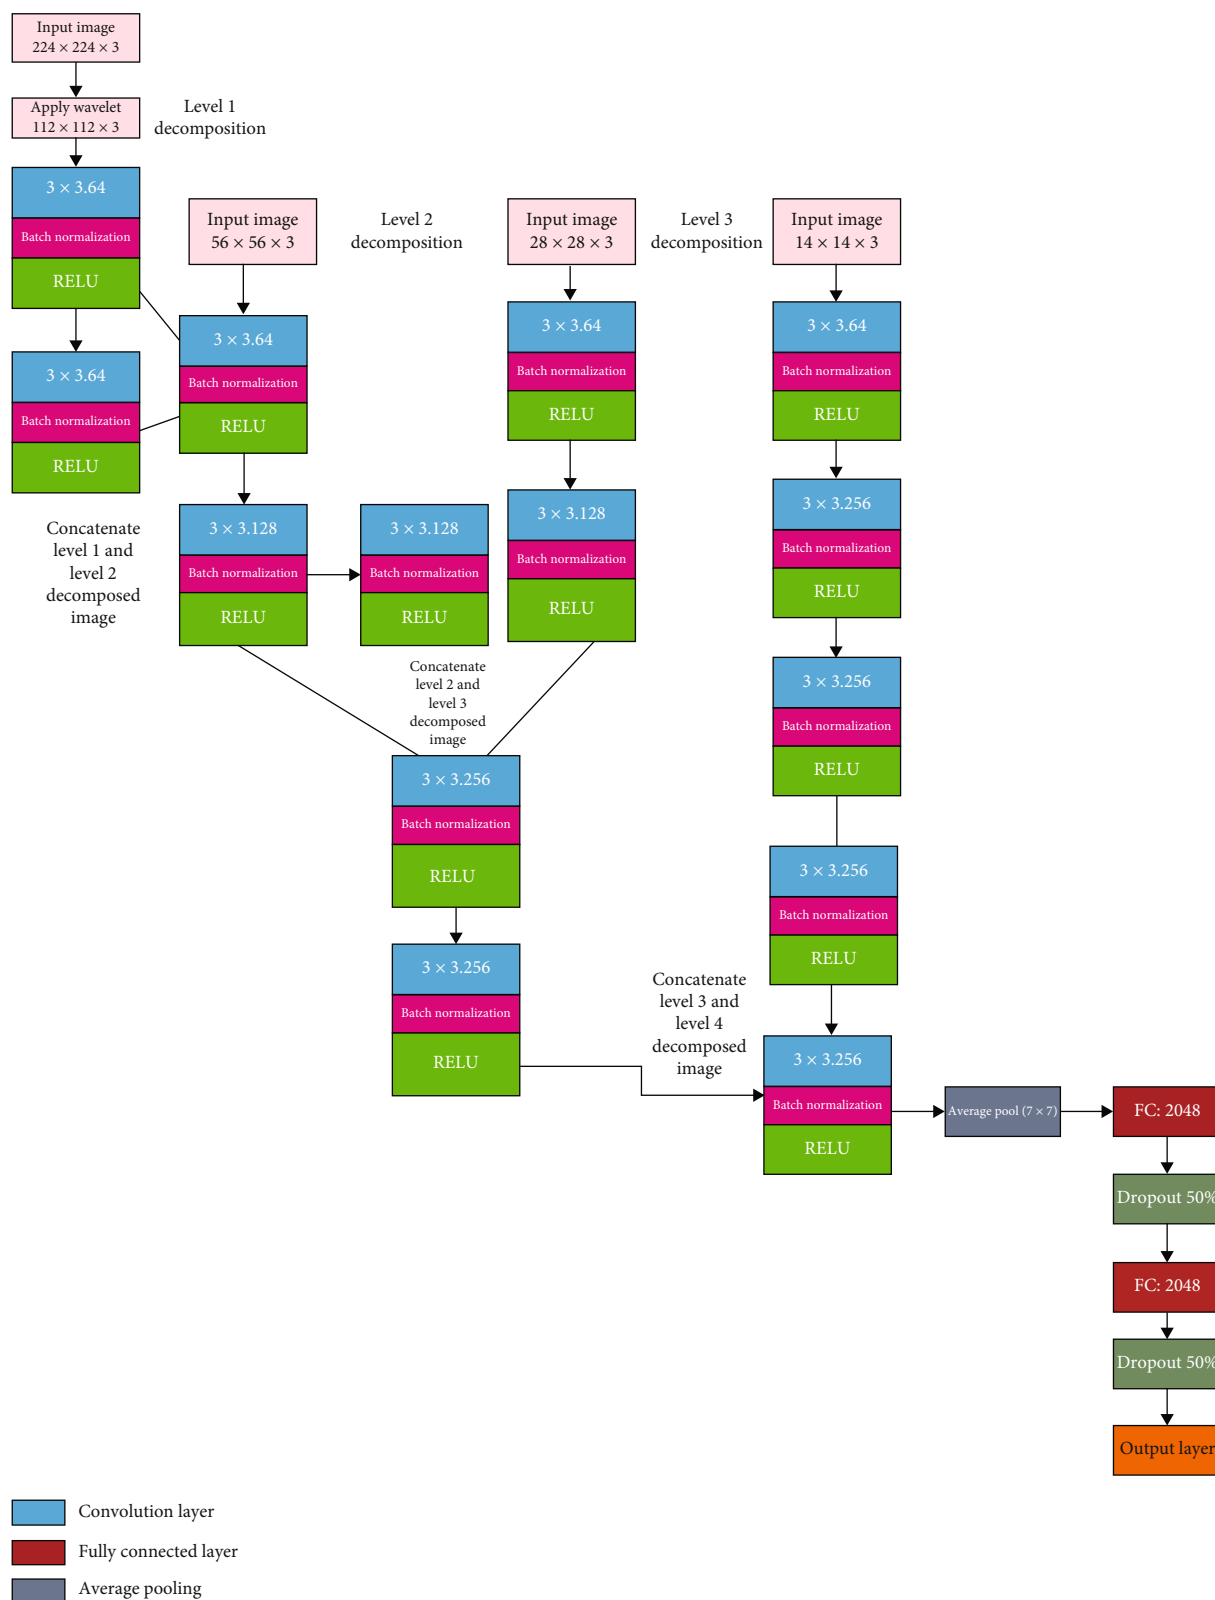 Input image
224 × 224 × 3
Apply wavelet
112 × 112 × 3
Level 1
decomposition
3 × 3.64
Batch normalization
RELU
3 × 3.64
Batch normalization
RELU
Input image
56 × 56 × 3
Level 2
decomposition
3 × 3.64
Batch normalization
RELU
Concatenate
level 1 and
level 2
decomposed
image
3 × 3.128
Batch normalization
RELU
3 × 3.128
Batch normalization
RELU
Input image
28 × 28 × 3
Level 3
decomposition
3 × 3.64
Batch normalization
RELU
3 × 3.128
Batch normalization
RELU
Concatenate
level 2 and
level 3
decomposed
image
3 × 3.256
Batch normalization
RELU
3 × 3.256
Batch normalization
RELU
Input image
14 × 14 × 3
3 × 3.64
Batch normalization
RELU
3 × 3.256
Batch normalization
RELU
3 × 3.256
Batch normalization
RELU
3 × 3.256
Batch normalization
RELU
Concatenate
level 3 and
level 4
decomposed
image
3 × 3.256
Batch normalization
RELU
Average pool (7 × 7)
FC: 2048
Dropout 50%
FC: 2048
Dropout 50%
Output layer
Convolution layer
Fully connected layer
Average pooling